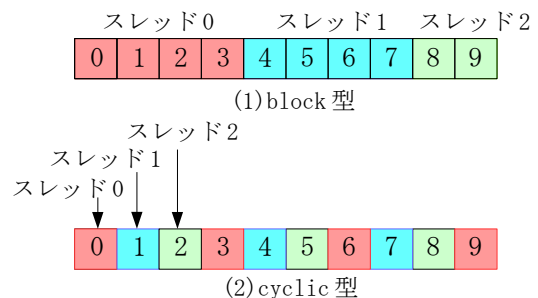 スレッド0 スレッド1 スレッド2
0 1 2 3 4 5 6 7 8 9
(1)block型
スレッド2
スレッド1
スレッド0
0 1 2 3 4 5 6 7 8 9
(2)cyclic型